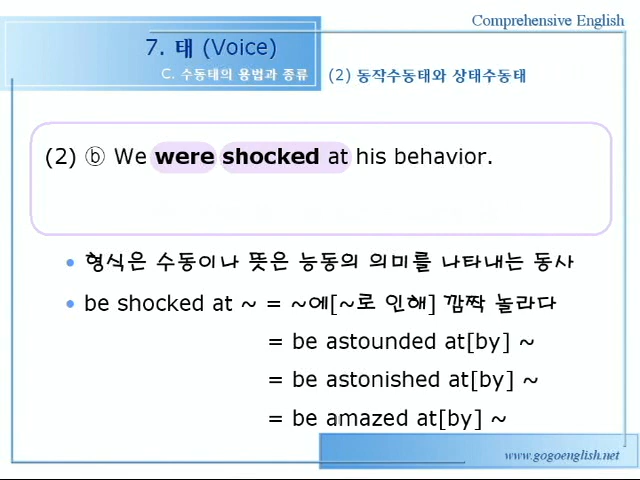 Comprehensive English
7. 태 (Voice)
C. 수동태의 용법과 종류
(2) 동작수동태와 상태수동태
(2) ⓑ We were shocked at his behavior.
• 형식은 수동이나 뜻은 능동의 의미를 나타내는 동사
• be shocked at ~ = ~에[~로 인해] 깜짝 놀라다
= be astounded at[by] ~
= be astonished at[by] ~
= be amazed at[by] ~
www.gogoenglish.net